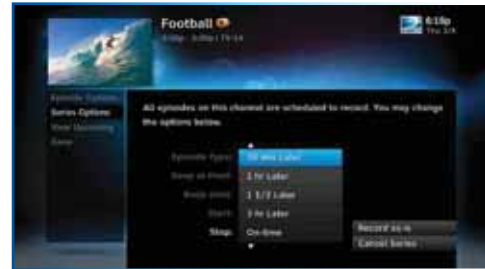 Football
6:18p
Episode Options
Series Options
View Upcoming
All episodes on this channel are scheduled to record. You may change
the options below.
Episode Type:
30 min Later
Keep at Most:
1 hr Later
Keep Until:
1 1/2 Later
Start:
3 hr Later
Stop:
On-time
Record as is
Cancel Series